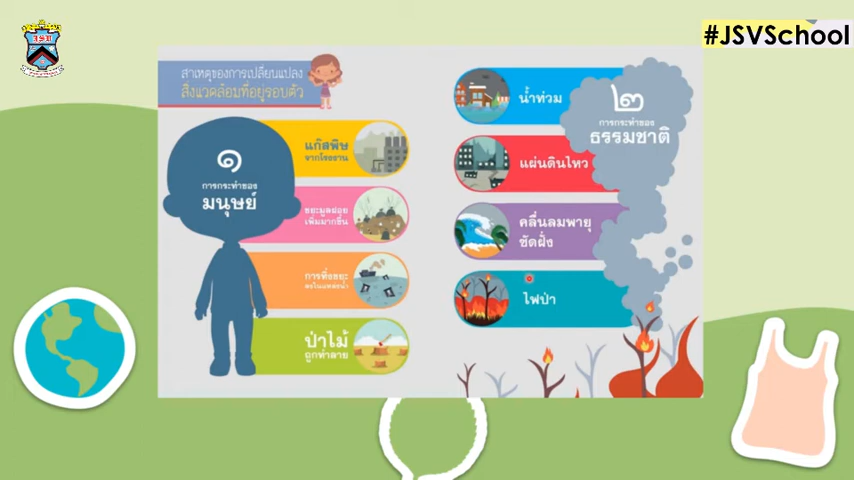 #JSVSchool
สาเหตุของการเปลี่ยนแปลง
สิ่งแวดล้อมที่อยู่รอบตัว
๑
การกระทำของ
มนุษย์
แก๊สพิษ
จากโรงงาน
ขยะมูลฝอย
เพิ่มมากขึ้น
การทิ้งขยะ
ลงในแหล่งน้ำ
ป่าไม้
ถูกทำลาย
๒
การกระทำของ
ธรรมชาติ
น้ำท่วม
แผ่นดินไหว
คลื่นลมพายุ
ซัดฝั่ง
ไฟป่า